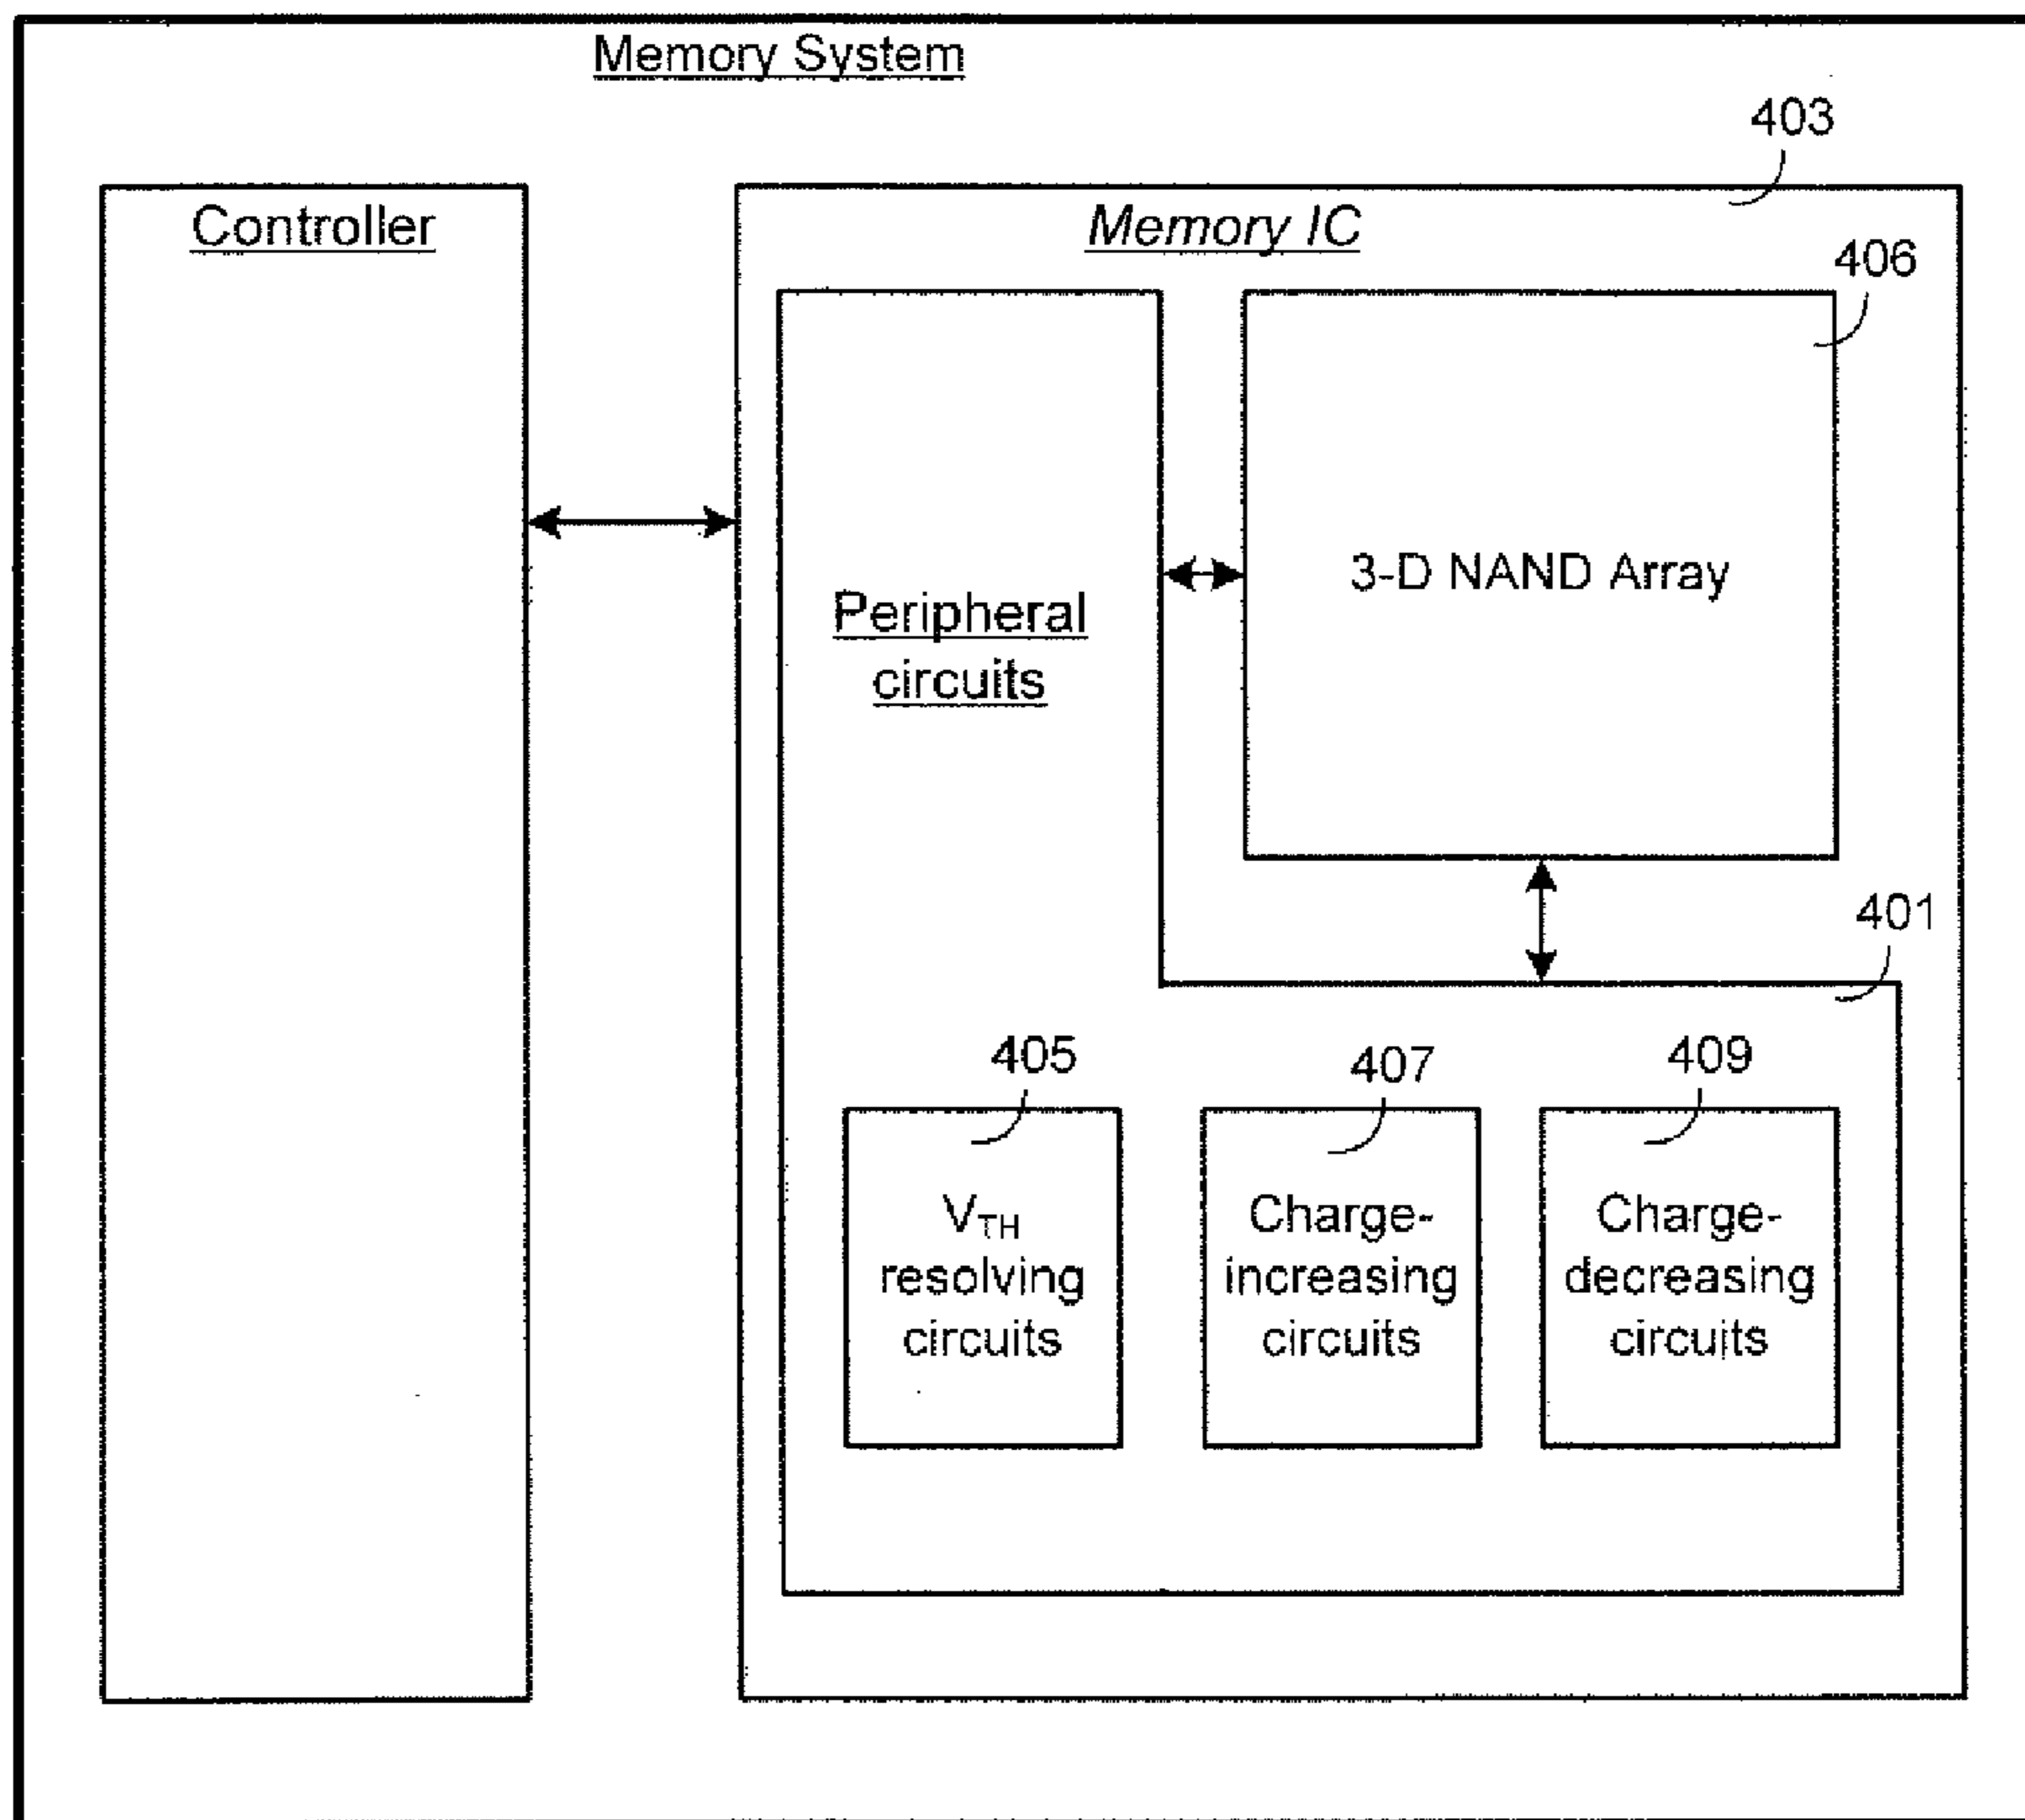 Memory System
403
Controller
Memory IC
406
Peripheral
circuits
3-D NAND Array
401
405
407
409
VTH
resolving
circuits
Charge-
increasing
circuits
Charge-
decreasing
circuits